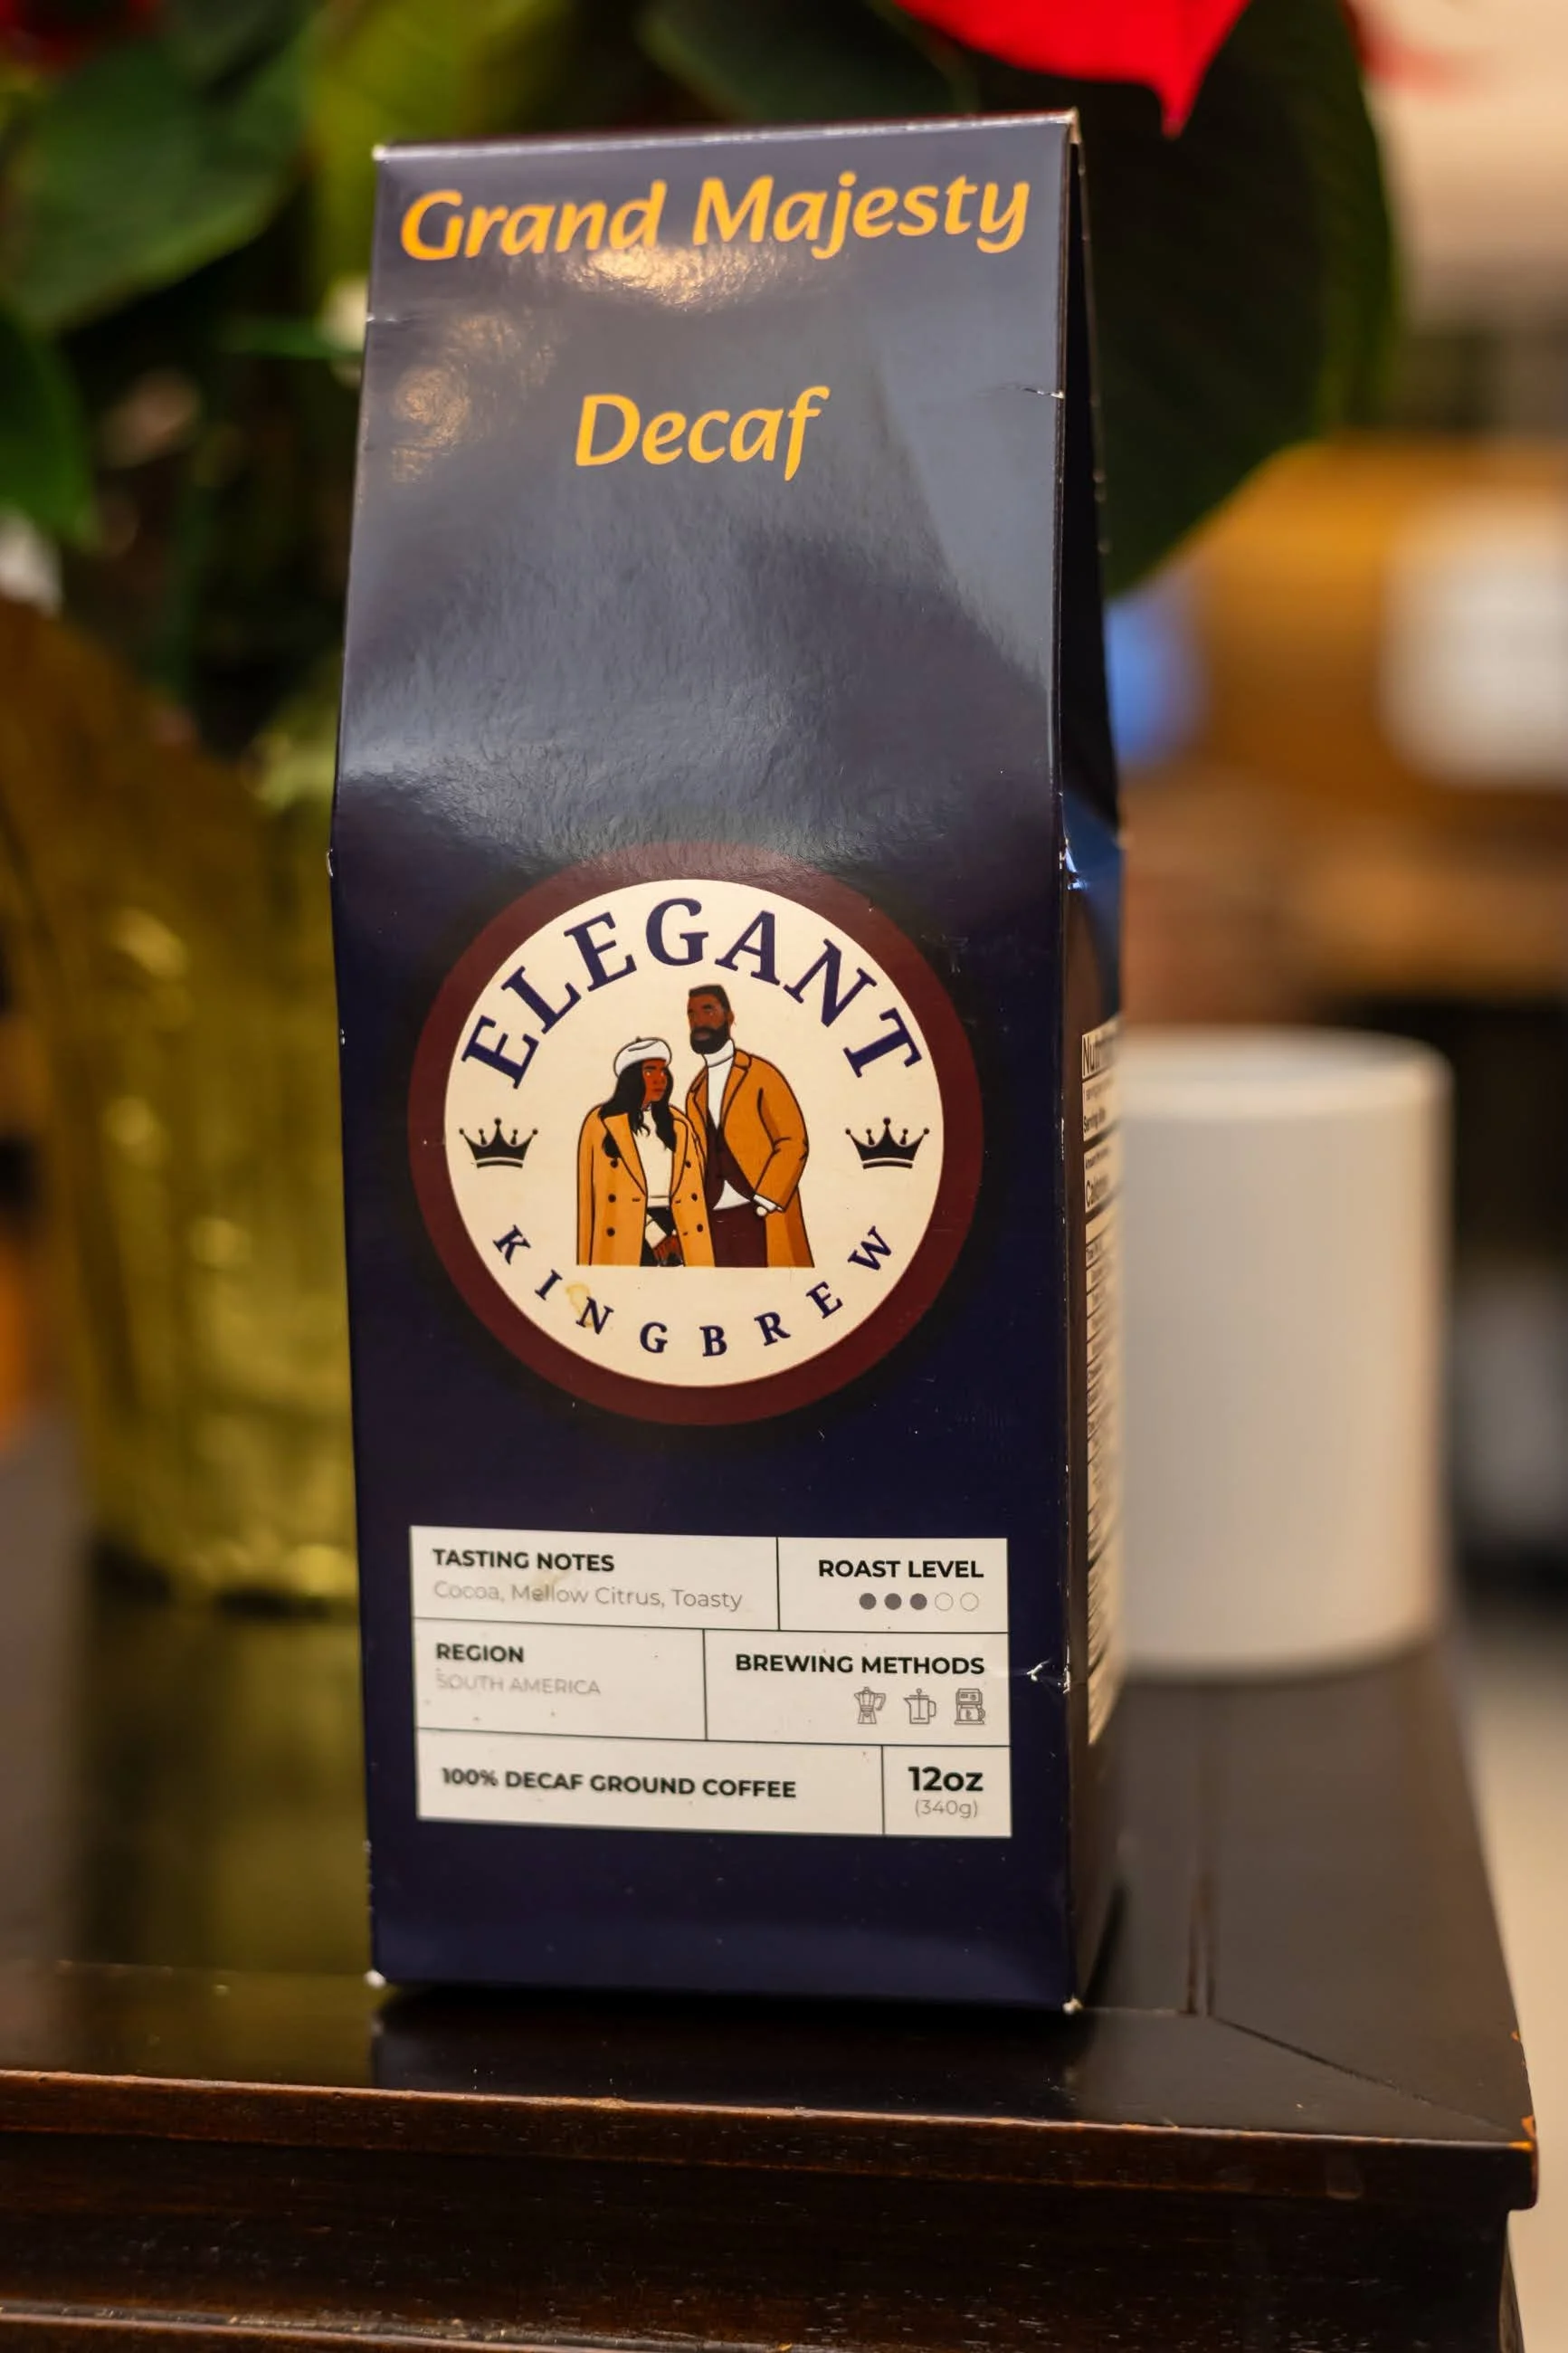 Grand Majesty
Decaf
ELEGANT
KINGBREW
TASTING NOTES
Cocoa, Mellow Citrus, Toasty
ROAST LEVEL
REGION
SOUTH AMERICA
BREWING METHODS
100% DECAF GROUND COFFEE
12oz
(340g)